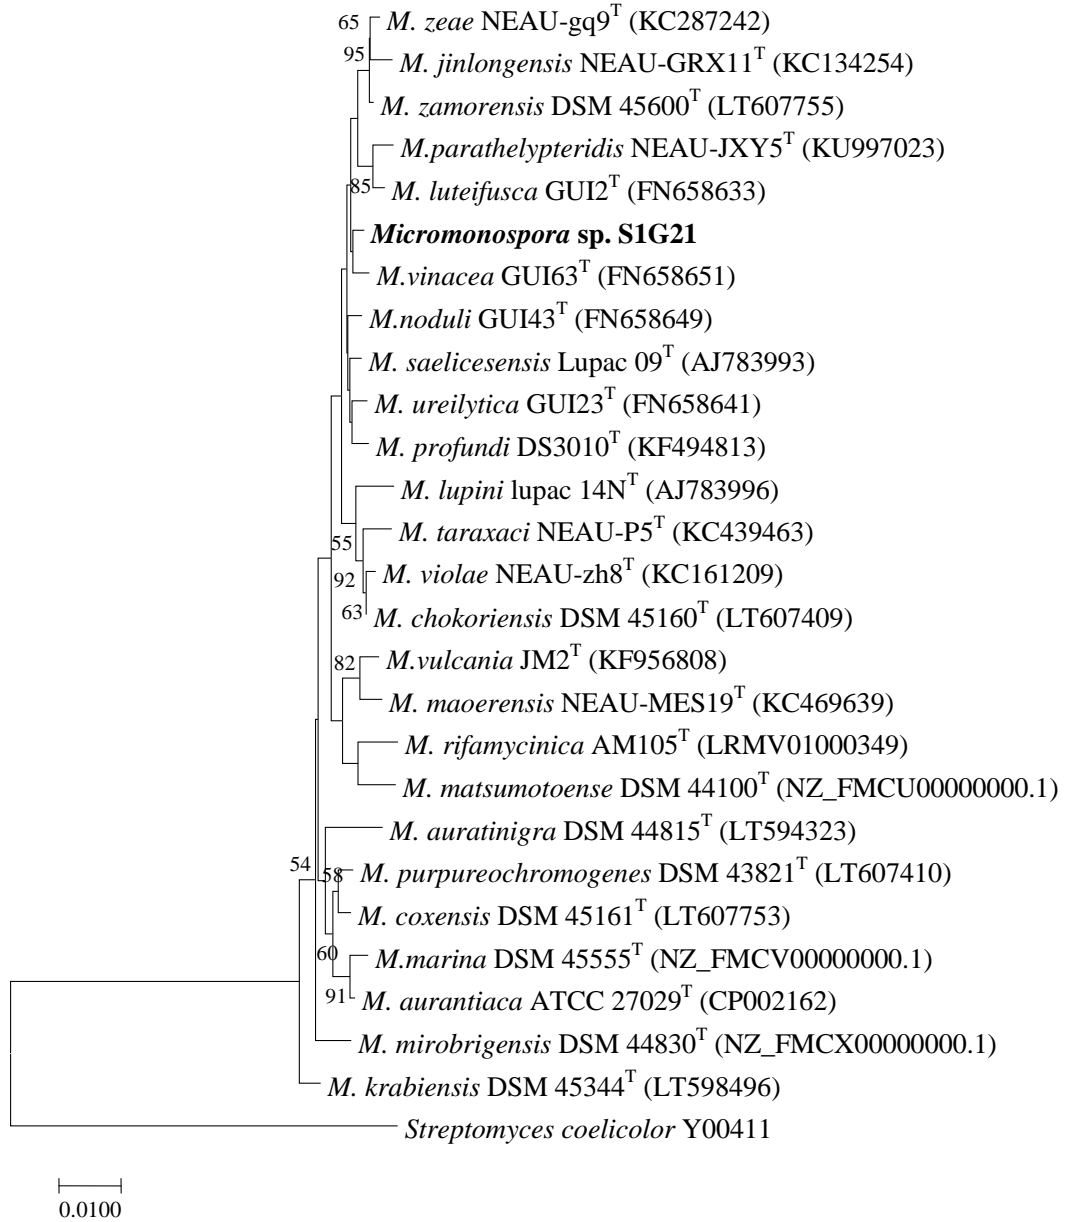 65
M. zeae NEAU-gq9T (KC287242)
95
M. jinlongensis NEAU-GRX11T (KC134254)
M. zamorensis DSM 45600T (LT607755)
M.parathelypteridis NEAU-JXY5T (KU997023)
85
M. luteifusca GUI2T (FN658633)
Micromonospora sp. S1G21
M.vinacea GUI63T (FN658651)
M.noduli GUI43T (FN658649)
M. saelicesensis Lupac 09T (AJ783993)
M. ureilytica GUI23T (FN658641)
M. profundi DS3010T (KF494813)
M. lupini lupac 14NT (AJ783996)
M. taraxaci NEAU-P5T (KC439463)
55
M. violae NEAU-zh8T (KC161209)
92
63
M. chokoriensis DSM 45160T (LT607409)
82
M.vulcania JM2T (KF956808)
M. maoerensis NEAU-MES19T (KC469639)
M. rifamycinica AM105T (LRMV01000349)
M. matsumotoense DSM 44100T (NZ_FMCU00000000.1)
M. auratinigra DSM 44815T (LT594323)
54
58
M. purpureochromogenes DSM 43821T (LT607410)
M. coxensis DSM 45161T (LT607753)
60
M.marina DSM 45555T (NZ_FMCV00000000.1)
91
M. aurantiaca ATCC 27029T (CP002162)
M. mirobrigensis DSM 44830T (NZ_FMCX00000000.1)
M. krabiensis DSM 45344T (LT598496)
Streptomyces coelicolor Y00411
0.0100